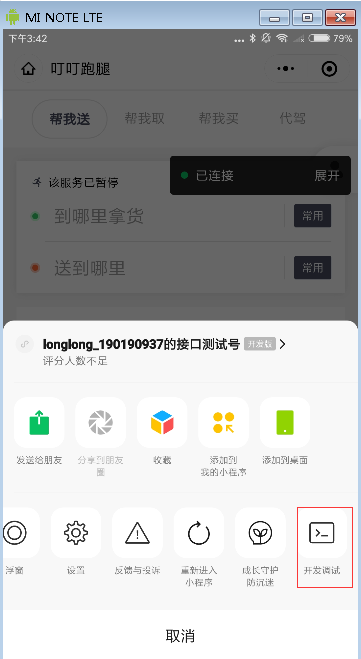 MI NOTE LTE
下午3:42
79%
叮叮跑腿
帮我送
帮我取
帮我买
代驾
该服务已暂停
已连接
展开
到哪里拿货
常用
送到哪里
常用
longlong_190190937的接口测试号
开发版
评分人数不足
发送给朋友
分享到朋友
圈
收藏
添加到
我的小程序
添加到桌面
浮窗
设置
反馈与投诉
重新进入
小程序
成长守护
防沉迷
开发调试
取消